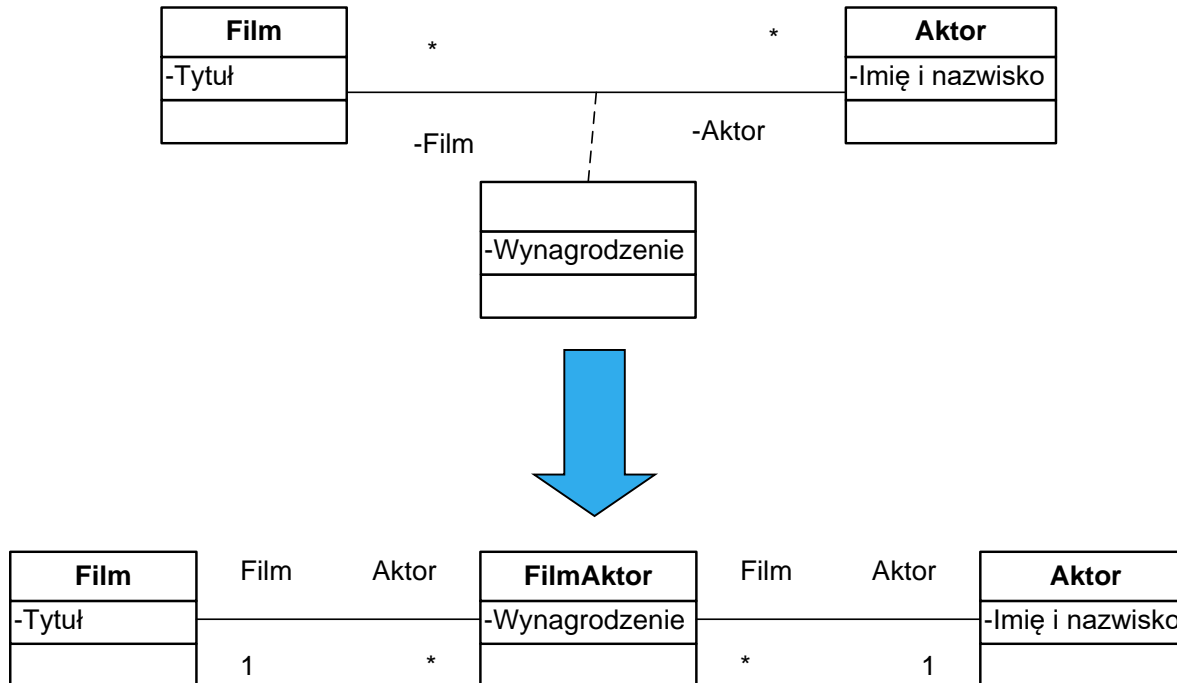 Film
*
*
Aktor
-Tytuł
-Imię i nazwisko
-Film
-Aktor
-Wynagrodzenie
Film
Film
Aktor
FilmAktor
Film
Aktor
Aktor
-Tytuł
-Wynagrodzenie
-Imię i nazwisko
1
*
*
1